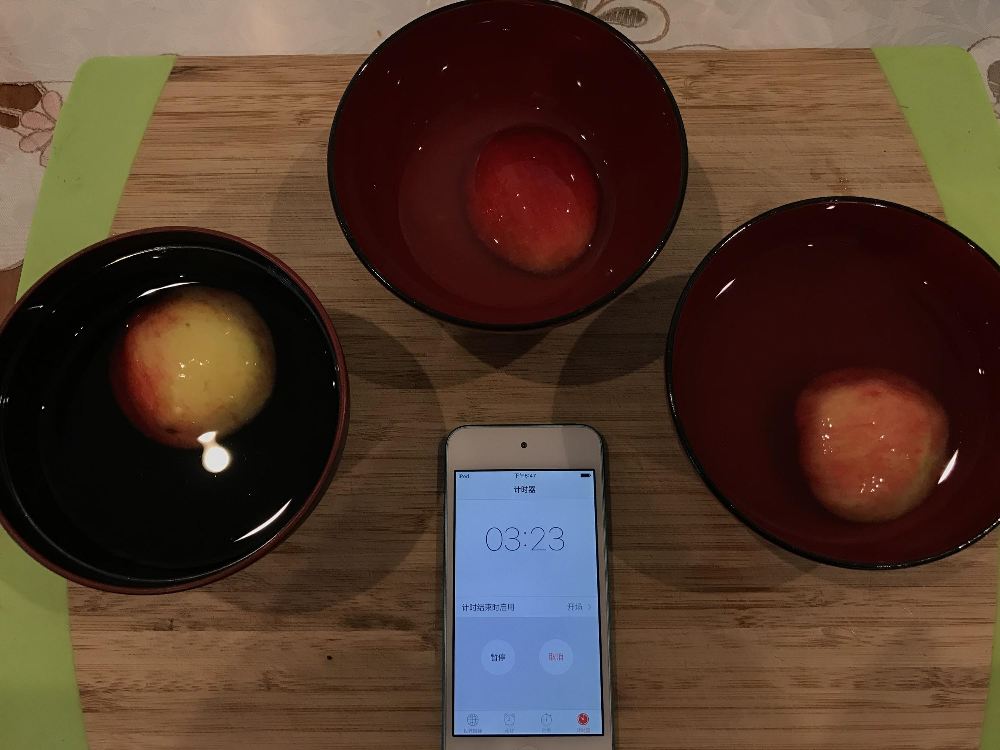 iPod 下午6:47
计时器
03:23
计时结束时启用 开场
暂停 取消
世界时钟 闹钟 秒表 计时器